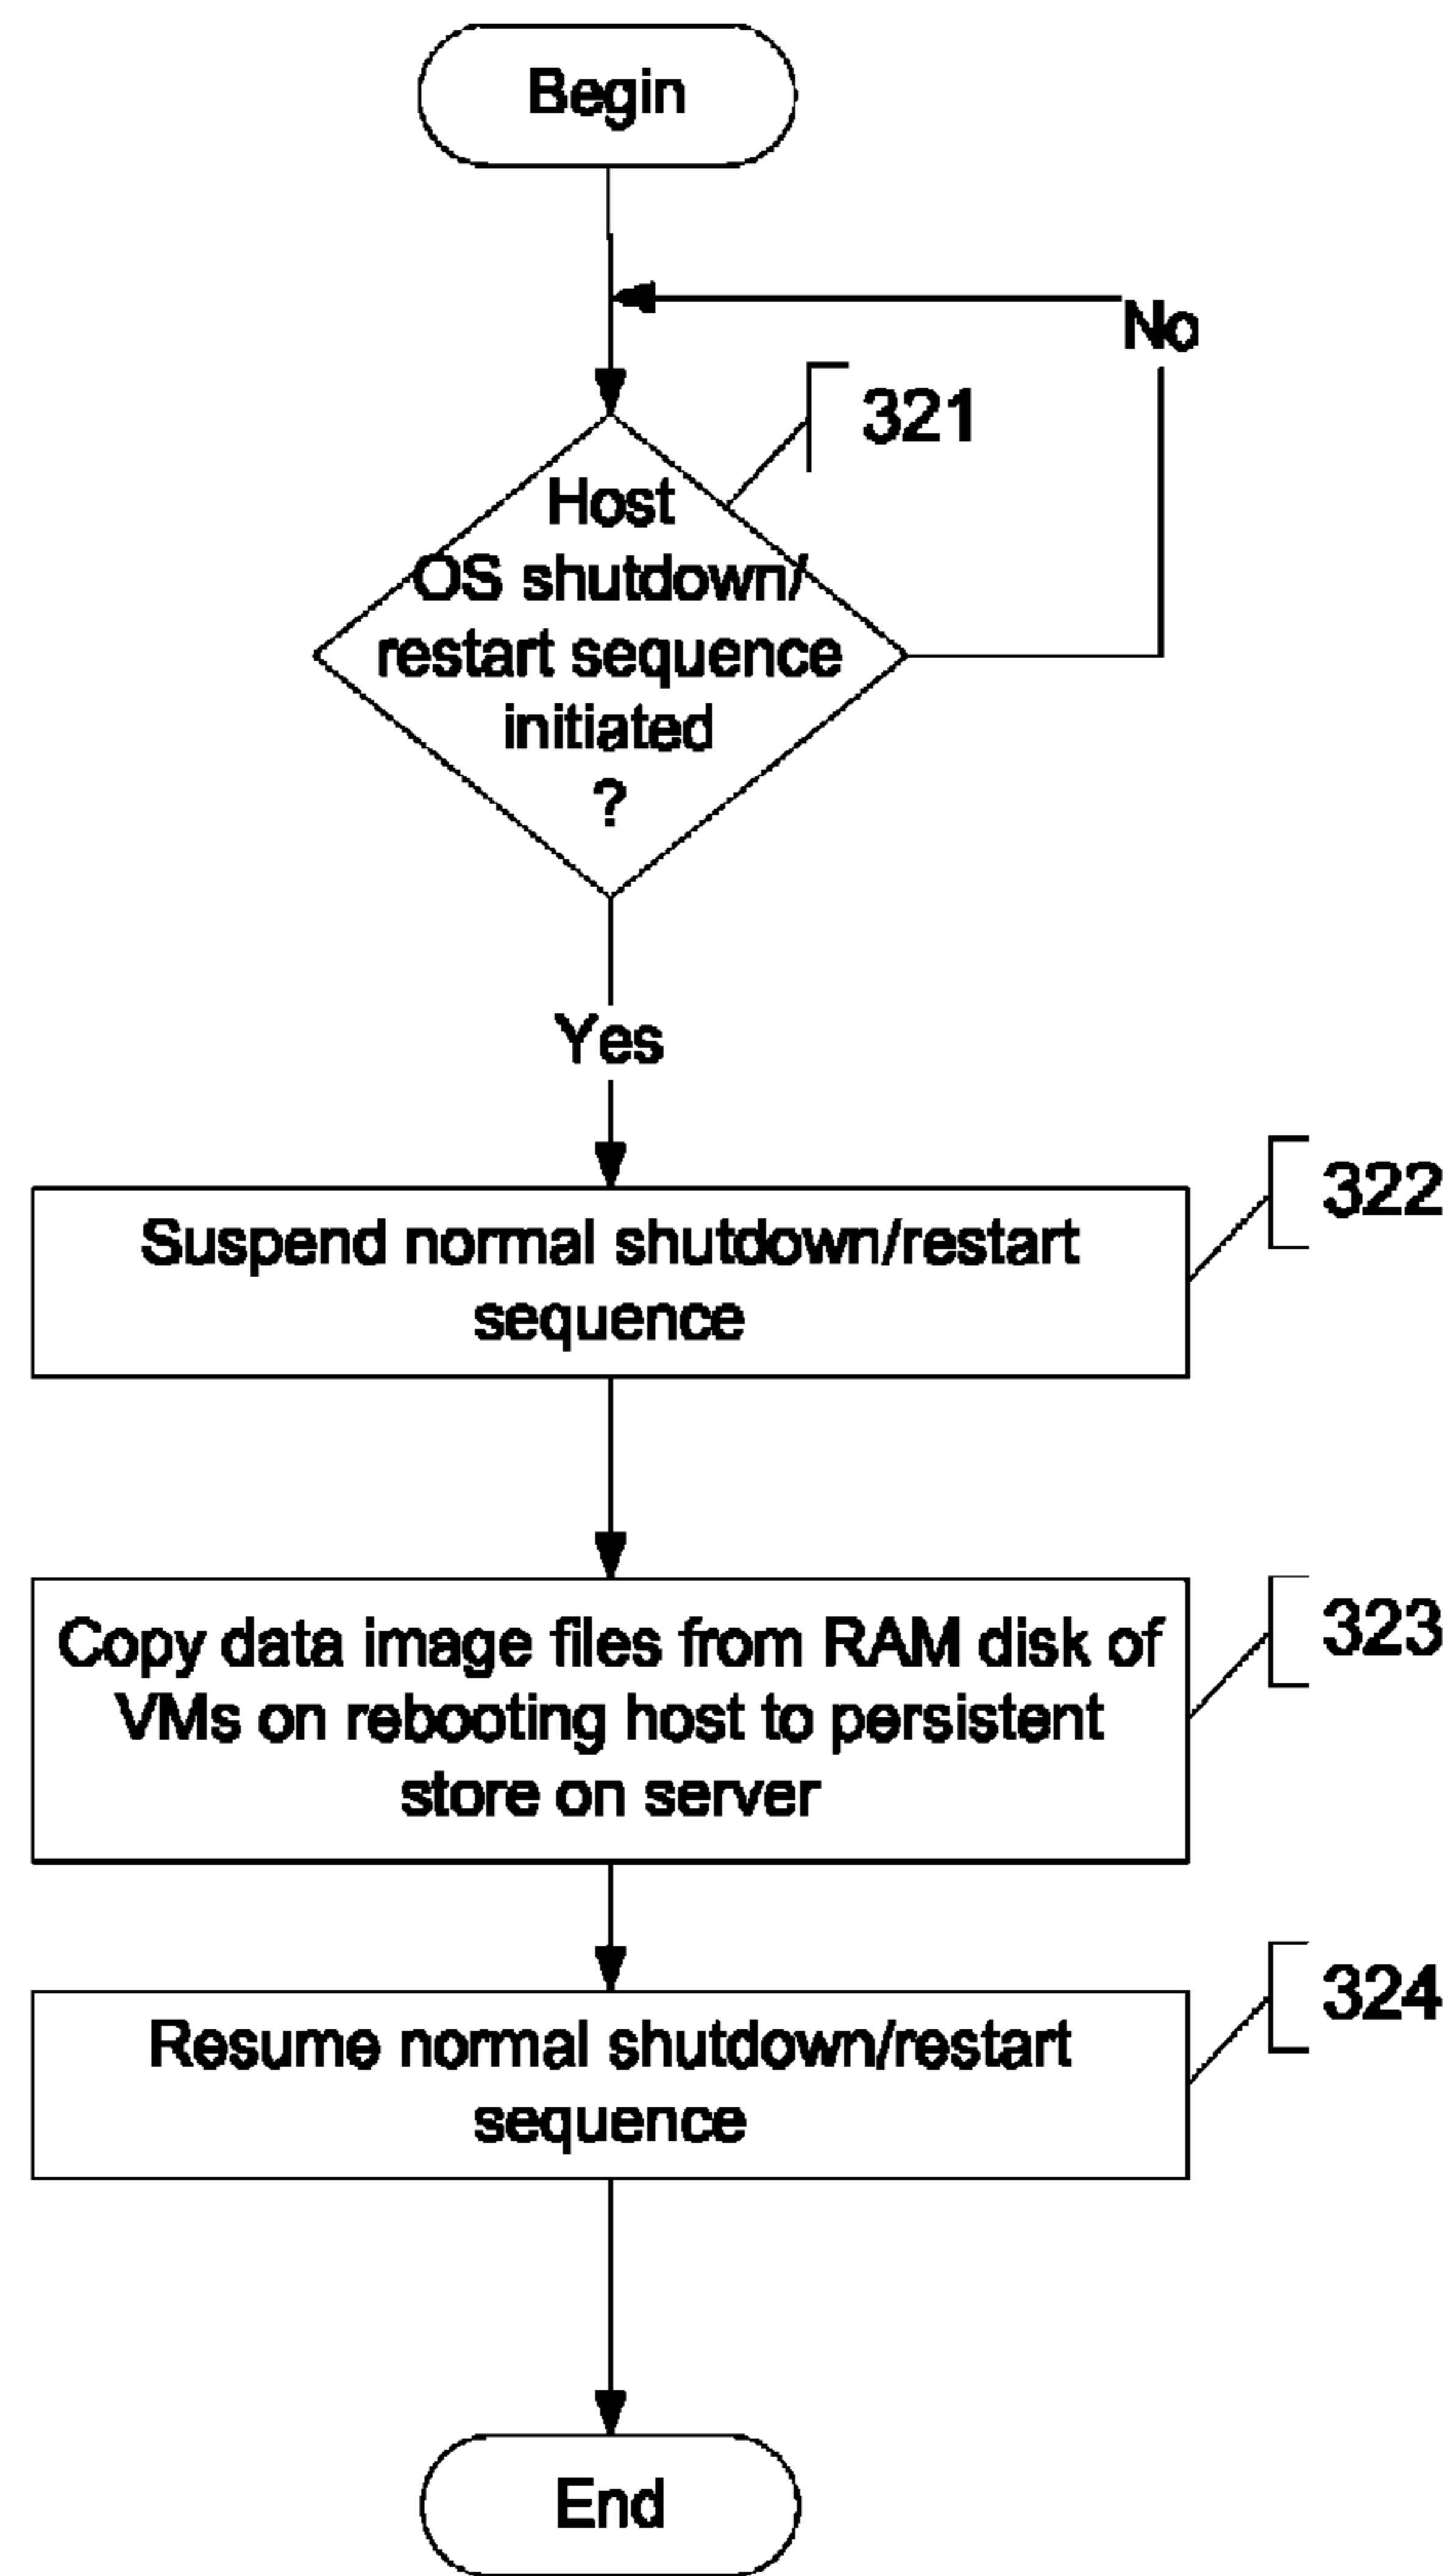 Begin
No
321
Host
OS shutdown/
restart sequence
initiated
?
Yes
322
Suspend normal shutdown/restart
sequence
323
Copy data image files from RAM disk of
VMs on rebooting host to persistent
store on server
324
Resume normal shutdown/restart
sequence
End